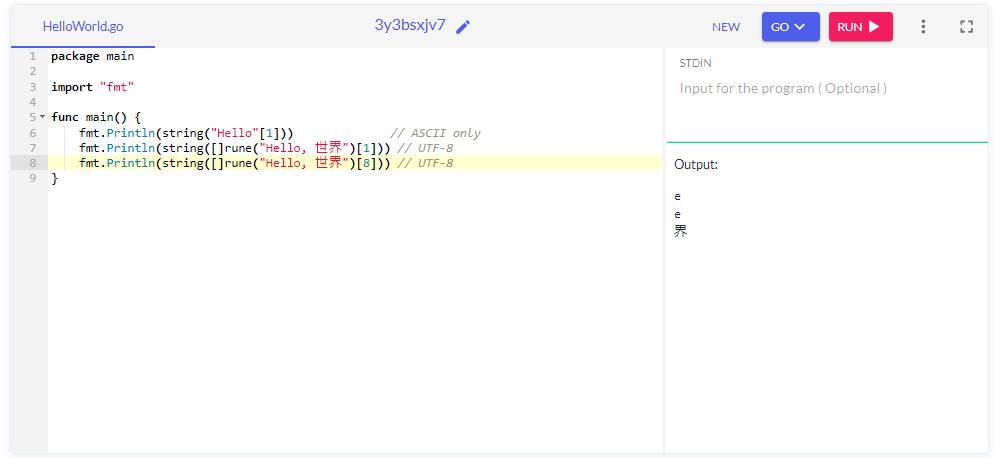 HelloWorld.go
3y3bsxjv7
NEW
GO
RUN
1 package main
2
3 import "fmt"
4
5 func main() {
6     fmt.Println(string("Hello"[1]))              // ASCII only
7     fmt.Println(string([]rune("Hello, 世界")[1])) // UTF-8
8     fmt.Println(string([]rune("Hello, 世界")[8])) // UTF-8
9 }
STDIN
Input for the program ( Optional )
Output:
e
e
界